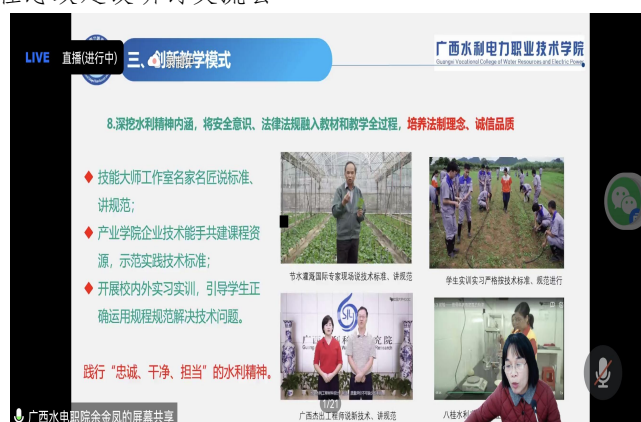 LIVE 直播(进行中)
三、创新教学模式
广西水利电力职业技术学院
Guangxi Vocational College of Water Resources and Electric Power
8.深挖水利精神内涵，将安全意识、法律法规融入教材和教学全过程，培养法制理念、诚信品质
◆ 技能大师工作室名家名匠说标准、
讲规范；
◆ 产业学院企业技术能手共建课程资
源，示范实践技术标准；
◆ 开展校内外实习实训，引导学生正
确运用规程规范解决技术问题。
践行“忠诚、干净、担当”的水利精神。
节水灌溉国际专家现场说技术标准、讲规范
学生实训实习严格按技术标准、规范进行
1/21
广西杰出工程师说新技术、讲规范
八桂水利
广西水电职院余金凤的屏幕共享